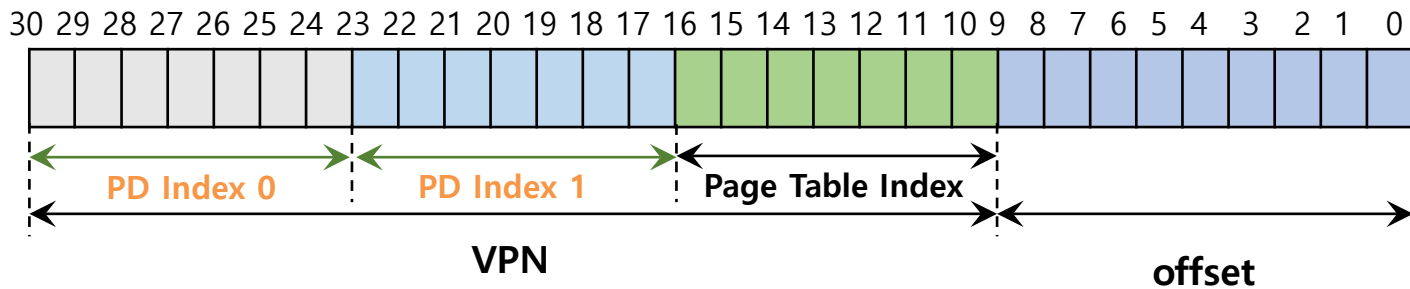 30 29 28 27 26 25 24 23 22 21 20 19 18 17 16 15 14 13 12 11 10 9 8 7 6 5 4 3 2 1 0
PD Index 0 PD Index 1 Page Table Index
VPN offset